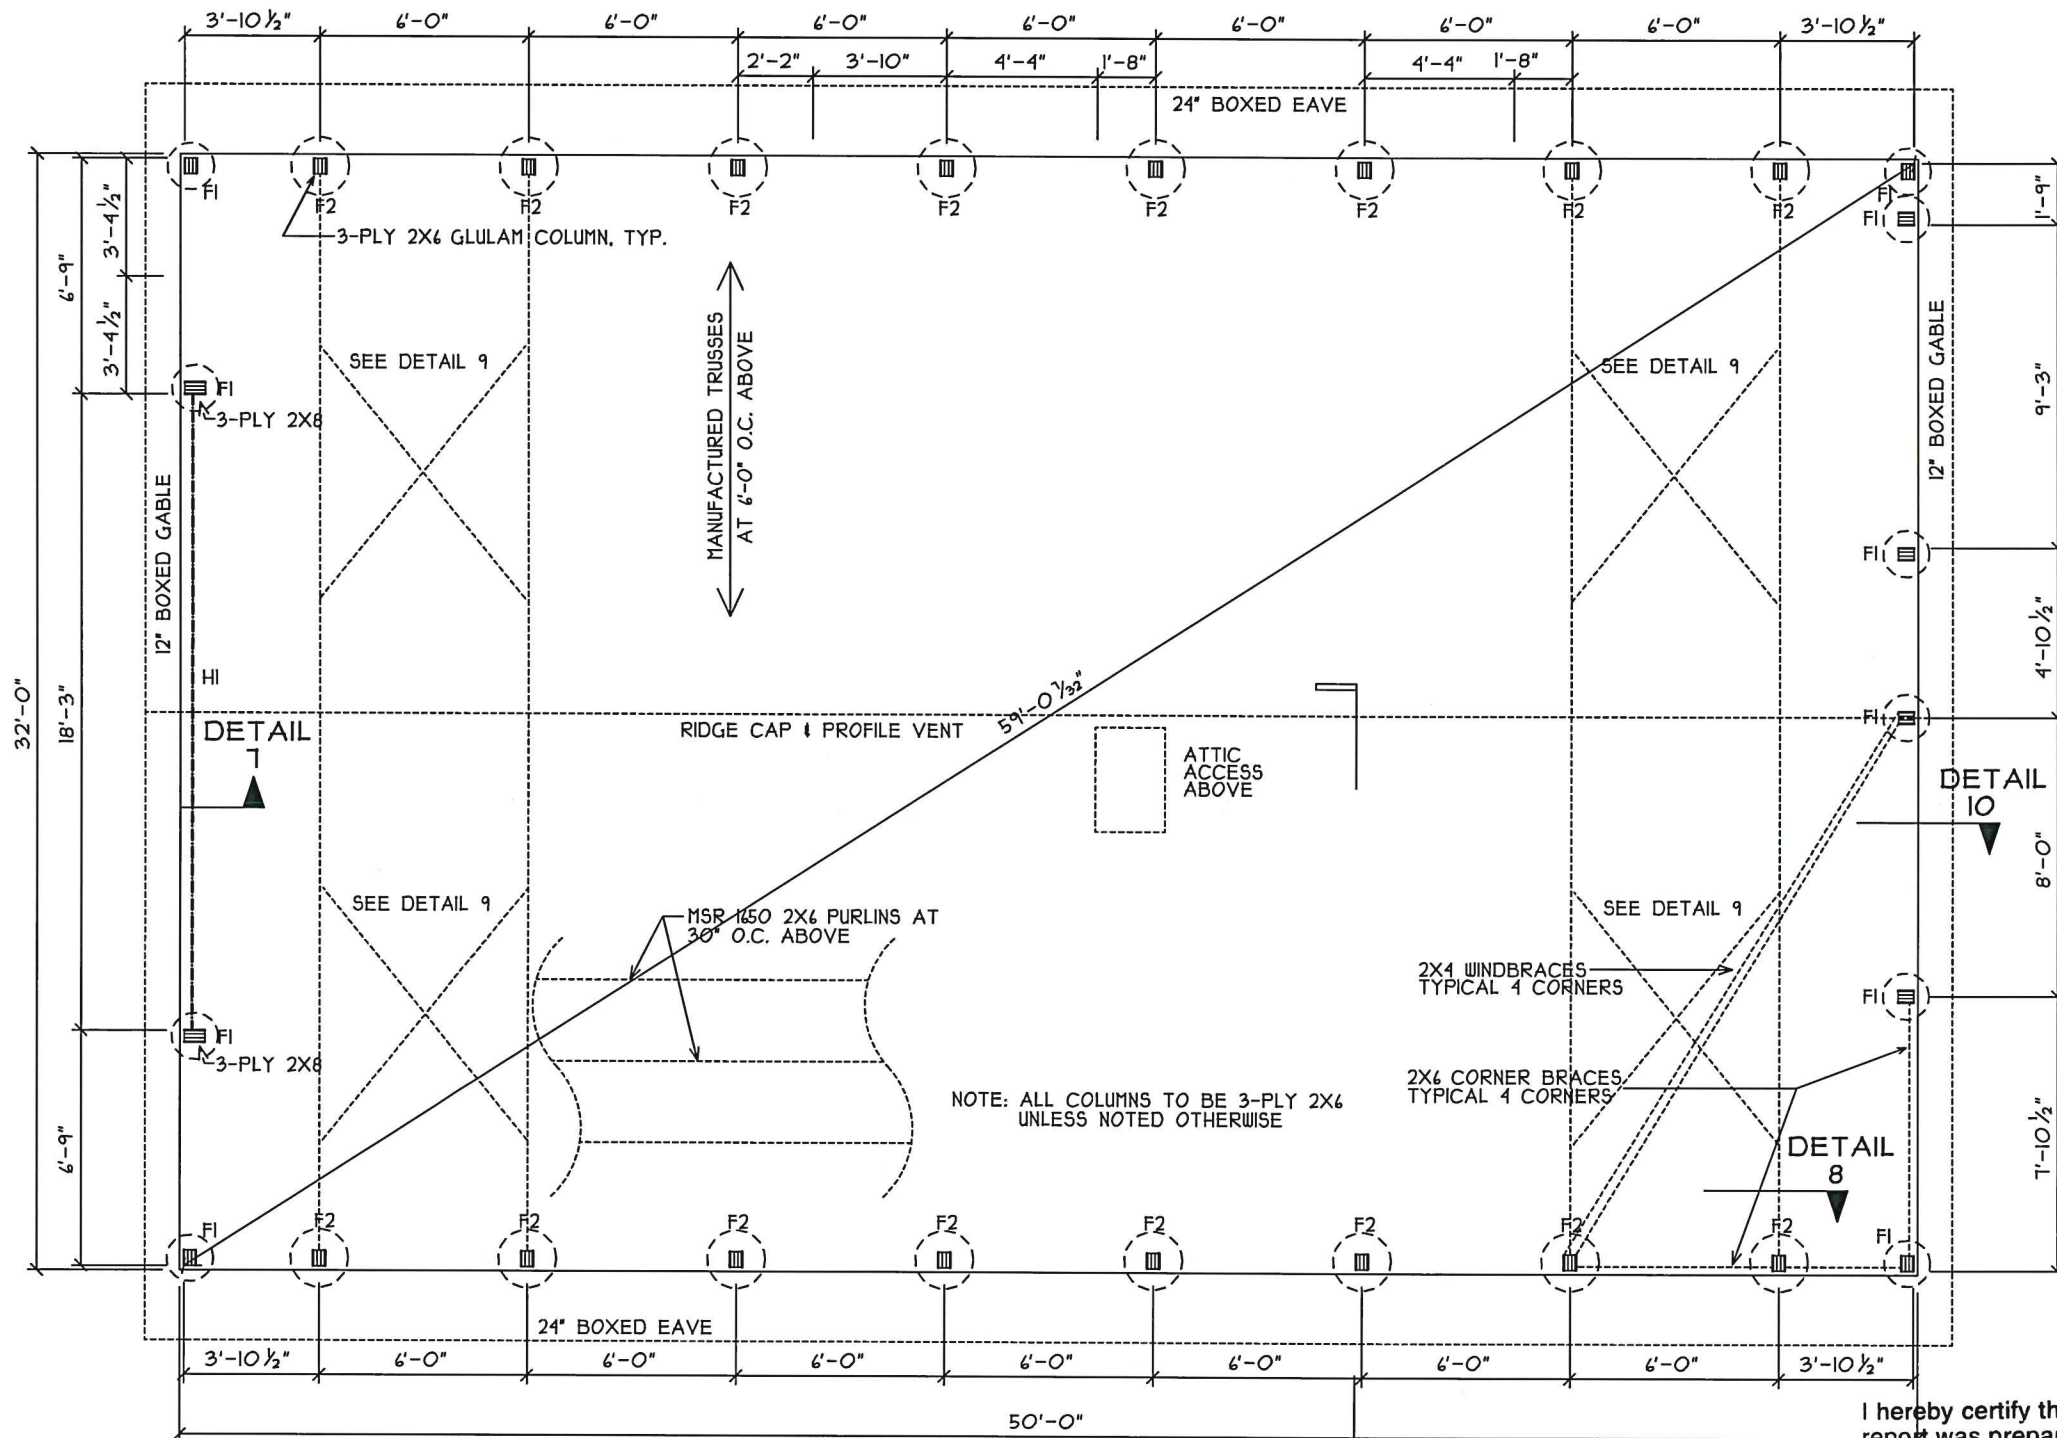 3'-10 ½" 6'-0" 6'-0" 6'-0" 6'-0" 6'-0" 6'-0" 6'-0" 3'-10 ½"
2'-2" 3'-10" 4'-4" 1'-8" 4'-4" 1'-8"
24" BOXED EAVE
F1 F2 F2 F2 F2 F2 F2 F2 F2 F1
3-PLY 2X6 GLULAM COLUMN, TYP.
F1
1'-9"
3'-4½"
6'-9"
3'-4½"
MANUFACTURED TRUSSES
AT 6'-0" O.C. ABOVE
SEE DETAIL 9
SEE DETAIL 9
12" BOXED GABLE
9'-3"
F1
3-PLY 2X8
12" BOXED GABLE
F1
4'-10½"
32'-0"
18'-3"
H1
DETAIL
7
RIDGE CAP & PROFILE VENT
59'-0 7/32"
F1
ATTIC
ACCESS
ABOVE
DETAIL
10
8'-0"
SEE DETAIL 9
MSR 1650 2X6 PURLINS AT
30" O.C. ABOVE
SEE DETAIL 9
2X4 WINDBRACES
TYPICAL 4 CORNERS
F1
F1
3-PLY 2X8
2X6 CORNER BRACES
TYPICAL 4 CORNERS
NOTE: ALL COLUMNS TO BE 3-PLY 2X6
UNLESS NOTED OTHERWISE
6'-9"
7'-10½"
DETAIL
8
F1 F2 F2 F2 F2 F2 F2 F2 F2 F1
24" BOXED EAVE
3'-10 ½" 6'-0" 6'-0" 6'-0" 6'-0" 6'-0" 6'-0" 6'-0" 3'-10 ½"
50'-0"
I hereby certify th
report was prepar